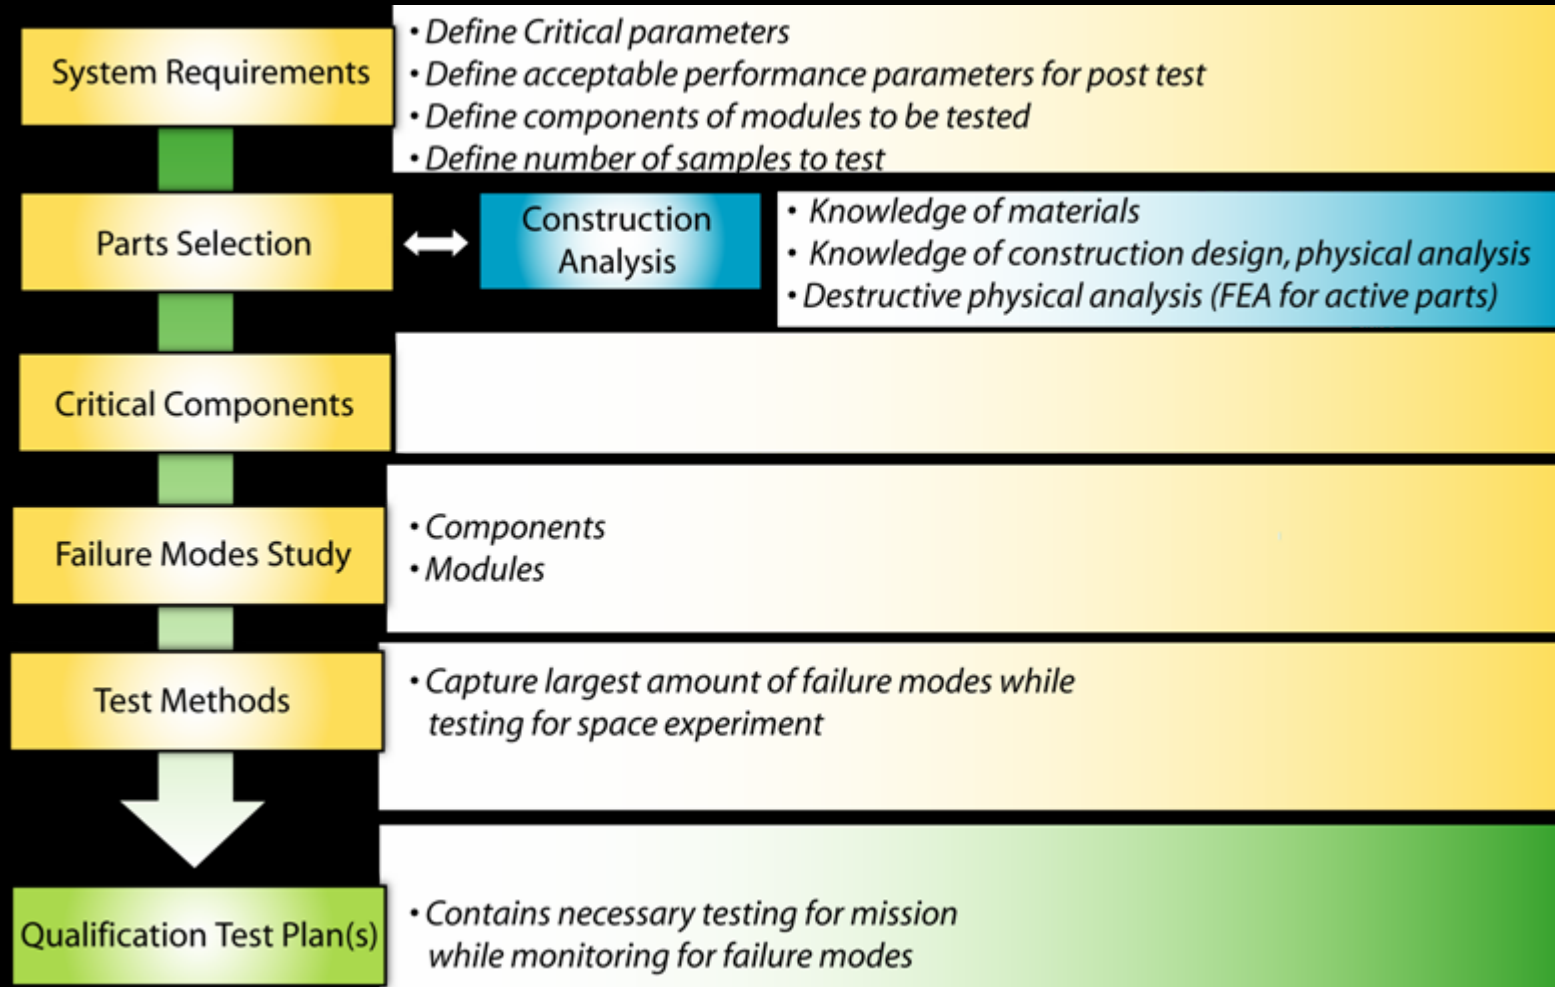 System Requirements
• Define Critical parameters
• Define acceptable performance parameters for post test
• Define components of modules to be tested
• Define number of samples to test
Parts Selection
Construction
Analysis
• Knowledge of materials
• Knowledge of construction design, physical analysis
• Destructive physical analysis (FEA for active parts)
Critical Components
Failure Modes Study
• Components
• Modules
Test Methods
• Capture largest amount of failure modes while
testing for space experiment
Qualification Test Plan(s)
• Contains necessary testing for mission
while monitoring for failure modes